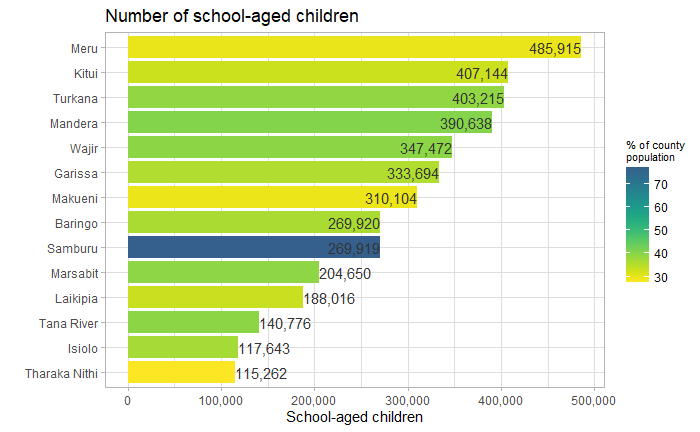 Number of school-aged children
Meru 485,915
Kitui 407,144
Turkana 403,215
Mandera 390,638
Wajir 347,472
Garissa 333,694
Makueni 310,104
Baringo 269,920
Samburu 269,919
Marsabit 204,650
Laikipia 188,016
Tana River 140,776
Isiolo 117,643
Tharaka Nithi 115,262
0 100,000 200,000 300,000 400,000 500,000
School-aged children
% of county
population
70
60
50
40
30